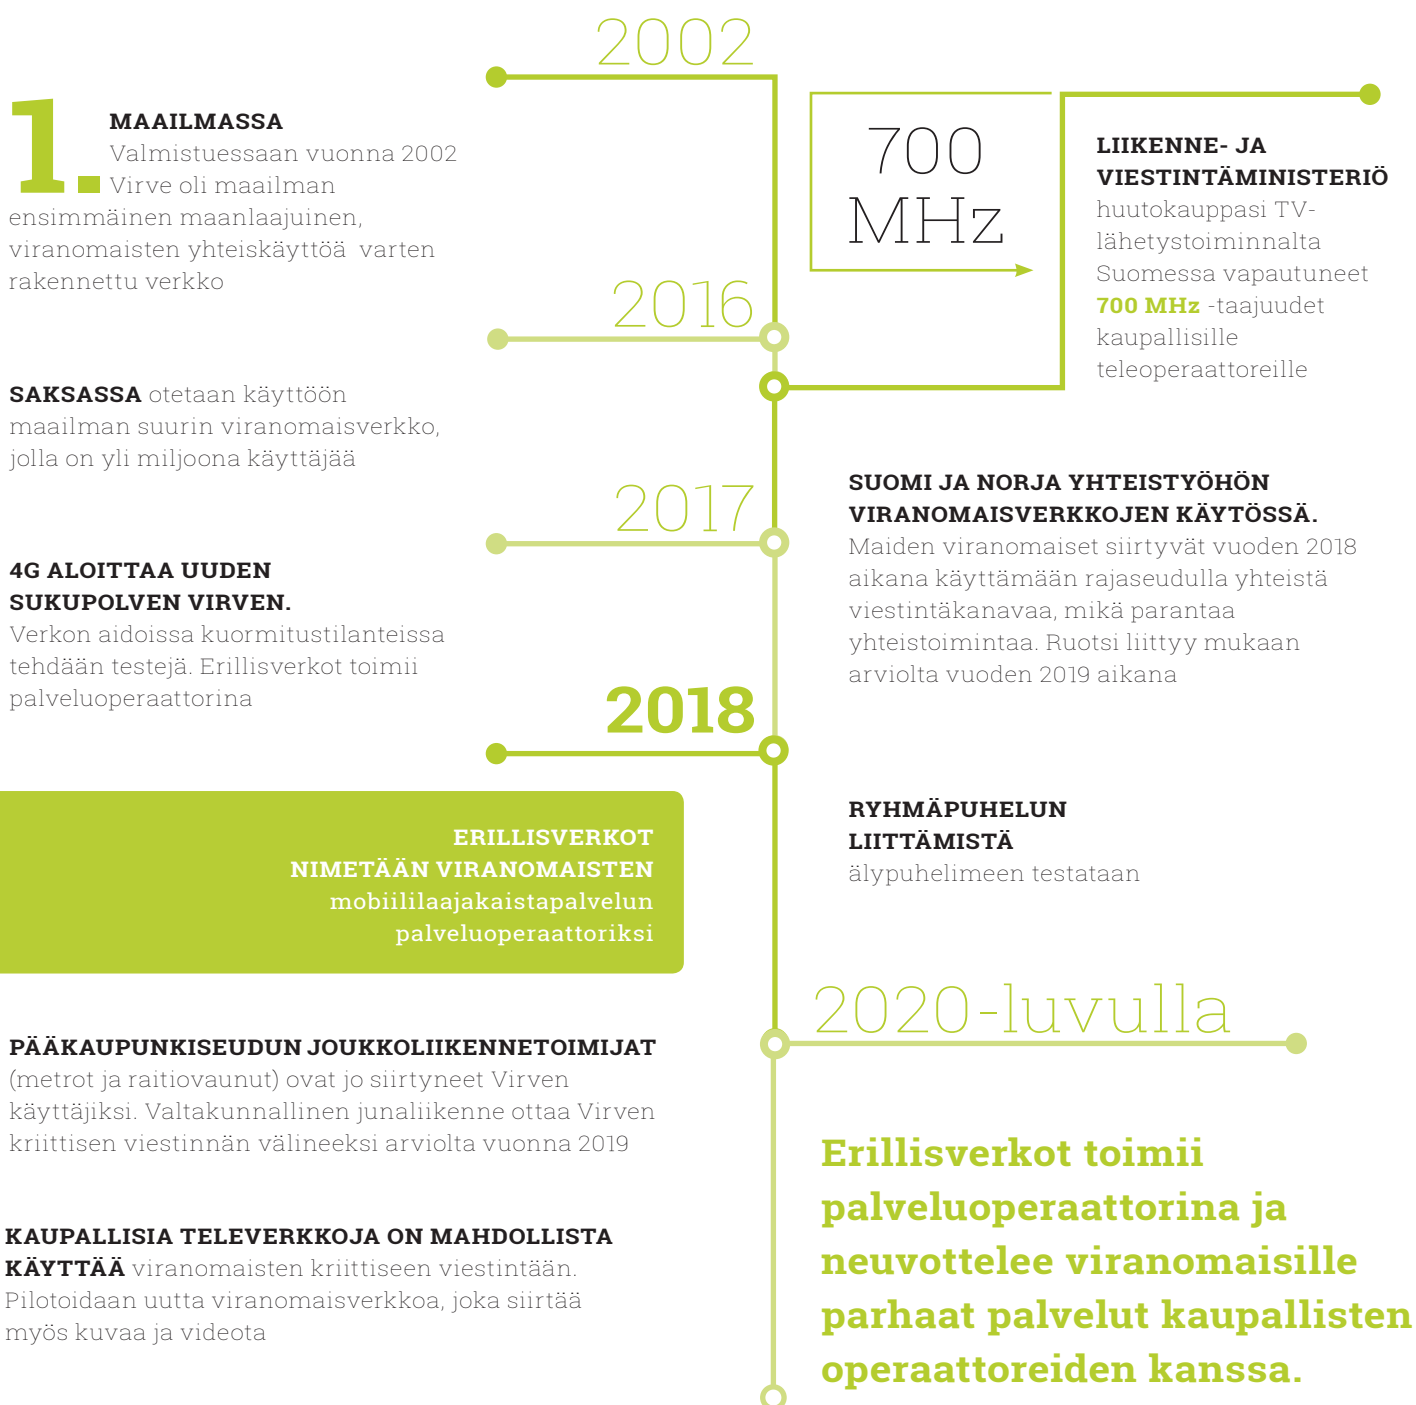 2002
1.
MAAILMASSA
Valmistuessaan vuonna 2002
Virve oli maailman
ensimmäinen maanlaajuinen,
viranomaisten yhteiskäyttöä varten
rakennettu verkko
700
MHz
LIIKENNE- JA
VIESTINTÄMINISTERIÖ
huutokauppasi TV-
lähetystoiminnalta
Suomessa vapautuneet
700 MHz -taajuudet
kaupallisille
teleoperaattoreille
2016
SAKSASSA otetaan käyttöön
maailman suurin viranomaisverkko,
jolla on yli miljoona käyttäjää
2017
4G ALOITTAA UUDEN
SUKUPOLVEN VIRVEN.
Verkon aidoissa kuormitustilanteissa
tehdään testejä. Erillisverkot toimii
palveluoperaattorina
SUOMI JA NORJA YHTEISTYÖHÖN
VIRANOMAISVERKKOJEN KÄYTÖSSÄ.
Maiden viranomaiset siirtyvät vuoden 2018
aikana käyttämään rajaseudulla yhteistä
viestintäkanavaa, mikä parantaa
yhteistoimintaa. Ruotsi liittyy mukaan
arviolta vuoden 2019 aikana
2018
ERILLISVERKOT
NIMETÄÄN VIRANOMAISTEN
mobiililaajakaistapalvelun
palveluoperaattoriksi
RYHMÄPUHELUN
LIITTÄMISTÄ
älypuhelimeen testataan
PÄÄKAUPUNKISEUDUN JOUKKOLIIKENNETOIMIJAT
(metrot ja raitiovaunut) ovat jo siirtyneet Virven
käyttäjiksi. Valtakunnallinen junaliikenne ottaa Virven
kriittisen viestinnän välineeksi arviolta vuonna 2019
KAUPALLISIA TELEVERKKOJA ON MAHDOLLISTA
KÄYTTÄÄ viranomaisten kriittiseen viestintään.
Pilotoidaan uutta viranomaisverkkoa, joka siirtää
myös kuvaa ja videota
2020-luvulla
Erillisverkot toimii
palveluoperaattorina ja
neuvottelee viranomaisille
parhaat palvelut kaupallisten
operaattoreiden kanssa.